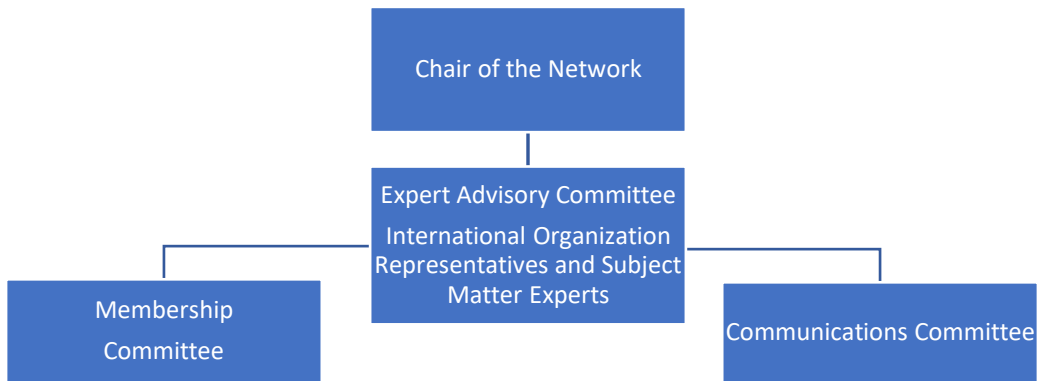 Chair of the Network
Expert Advisory Committee
International Organization
Representatives and Subject
Matter Experts
Membership
Committee
Communications Committee